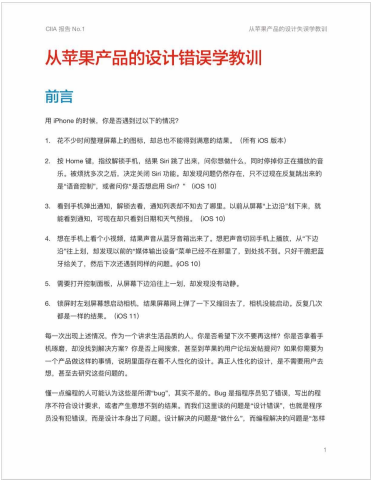 CIIA 报告 No.1
从苹果产品的设计失误学教训
从苹果产品的设计错误学教训
前言
用 iPhone 的时候，你是否遇到过以下的情况？
1. 花不少时间整理屏幕上的图标，却总也不能得到满意的结果。（所有 iOS 版本）
2. 按 Home 键，指纹解锁手机，结果 Siri 跳了出来，问你想做什么，同时停掉你正在播放的音
乐。被烦扰多次之后，决定关闭 Siri 功能。却发现问题仍然存在，只不过现在反复跳出来的
是“语音控制”，或者问你“是否想启用 Siri？”（iOS 10）
3. 看到手机弹出通知，解锁去看，通知列表却不知去了哪里。以前从屏幕“上边沿”划下来，就
能看到通知，可现在却只看到日期和天气预报。（iOS 10）
4. 想在手机上看个小视频，结果声音从蓝牙音箱出来了。想把声音切回手机上播放，从“下边
沿”往上划，却发现以前的“媒体输出设备”菜单已经不在那里了，到处找不到。只好干脆把蓝
牙给关了，然后下次还遇到同样的问题。(iOS 10)
5. 需要打开控制面板，从屏幕下边沿往上一划，却发现没有动静。
6. 锁屏时左划屏幕想启动相机，结果屏幕网上弹了一下又缩回去了，相机没能启动。反复几次
都是一样的结果。（iOS 11）
每一次出现上述情况，作为一个讲求生活品质的人，你是否希望下次不要再这样？你是否拿着手
机琢磨，却没找到解决方案？你是否上网搜索，甚至到苹果的用户论坛发帖提问？如果你需要为
一个产品做这样的事情，说明里面存在着不人性化的设计。真正人性化的设计，是不需要用户去
想，甚至去研究这些问题的。
懂一点编程的人可能认为这些是所谓“bug”，其实不是的。Bug 是指程序员犯了错误，写出的程
序不符合设计要求，或者产生意想不到的结果。而我们这里谈的问题是“设计错误”，也就是程序
员没有犯错误，而是设计本身出了问题。设计解决的问题是“做什么”，而编程解决的问题是“怎样
1